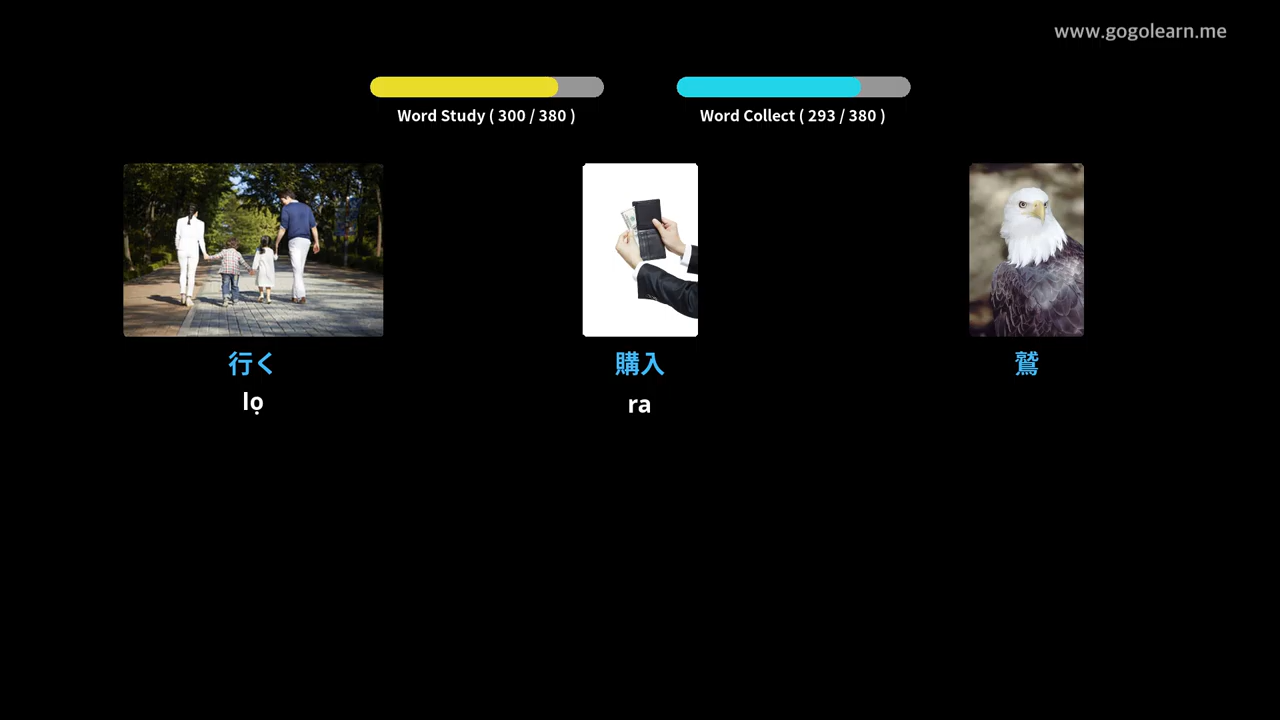 www.gogolearn.me
Word Study ( 300 / 380 )
Word Collect ( 293 / 380 )
行く
購入
鷲
lọ
ra